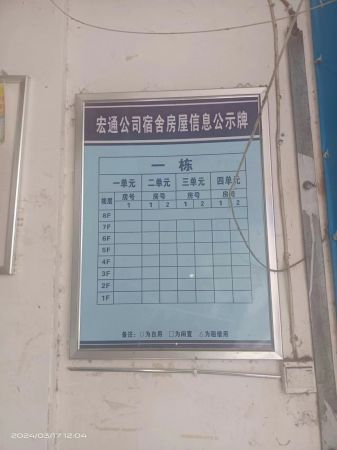 宏通公司宿舍房屋信息公示牌
一栋
一单元 二单元 三单元 四单元
楼层 房号 房号 房号 房号
1 1 2 1 2 1 2
8F
7F
6F
5F
4F
3F
2F
1F
备注：○为自用 □为闲置 △为租借用
2024/03/17 12:04